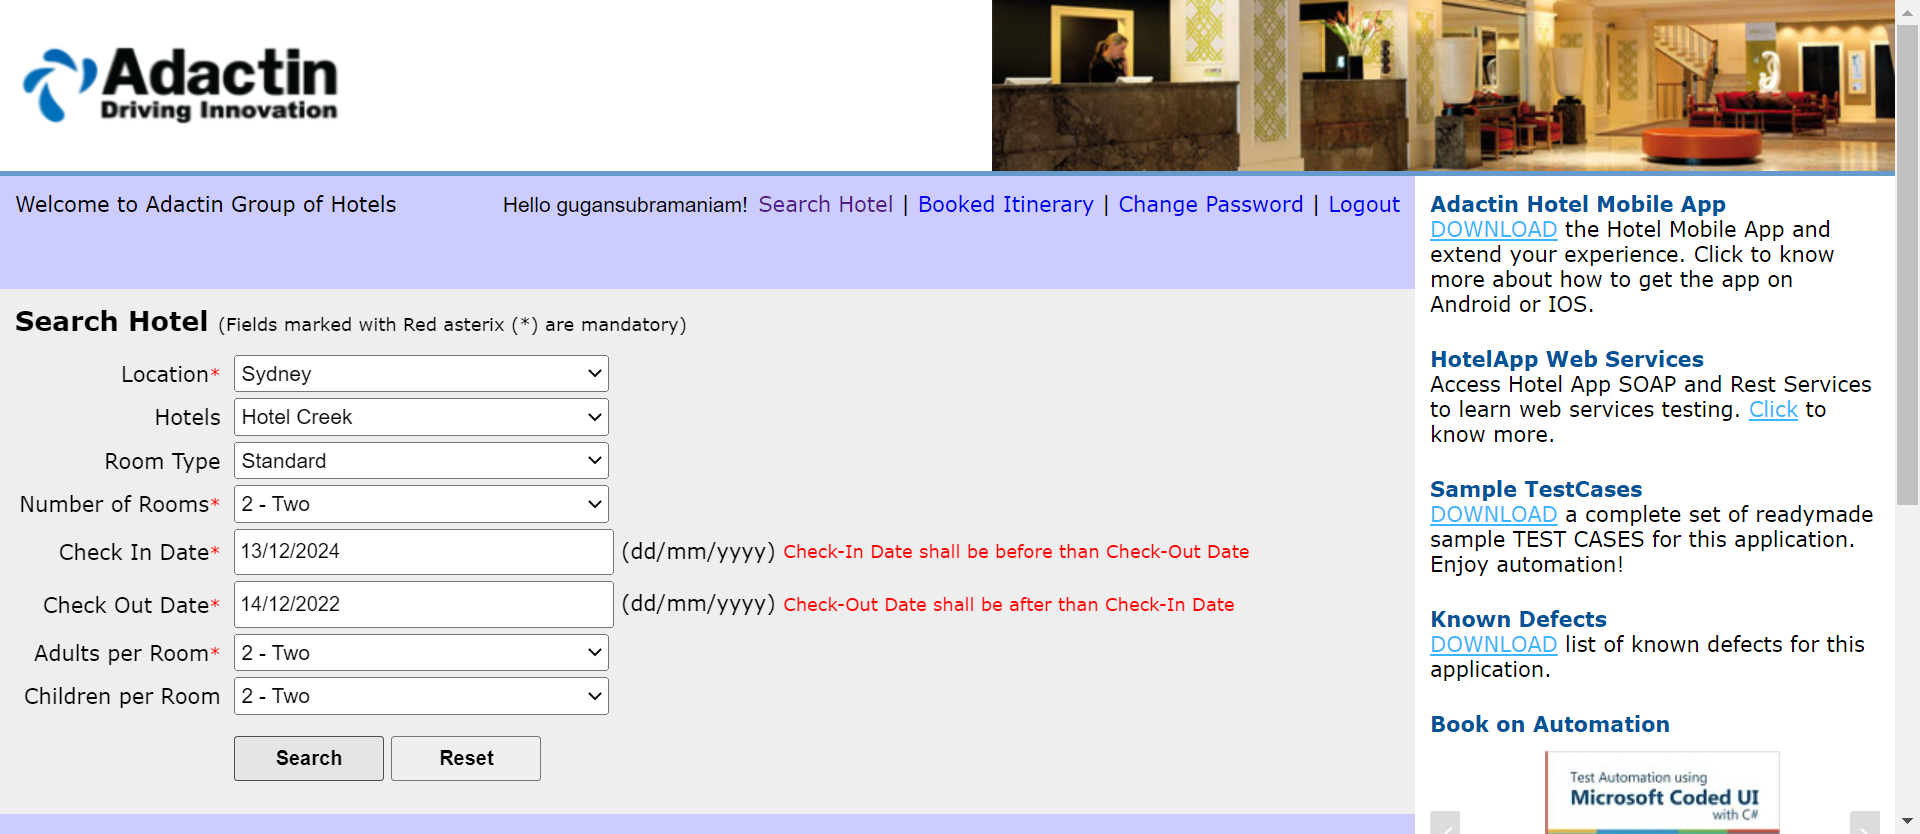 Adactin
Driving Innovation
Welcome to Adactin Group of Hotels
Hello gugansubramaniam! Search Hotel | Booked Itinerary | Change Password | Logout
Search Hotel (Fields marked with Red asterix (*) are mandatory)
Location* Sydney
Hotels Hotel Creek
Room Type Standard
Number of Rooms* 2 - Two
Check In Date* 13/12/2024 (dd/mm/yyyy) Check-In Date shall be before than Check-Out Date
Check Out Date* 14/12/2022 (dd/mm/yyyy) Check-Out Date shall be after than Check-In Date
Adults per Room* 2 - Two
Children per Room 2 - Two
Search Reset
Adactin Hotel Mobile App
DOWNLOAD the Hotel Mobile App and
extend your experience. Click to know
more about how to get the app on
Android or IOS.
HotelApp Web Services
Access Hotel App SOAP and Rest Services
to learn web services testing. Click to
know more.
Sample TestCases
DOWNLOAD a complete set of readymade
sample TEST CASES for this application.
Enjoy automation!
Known Defects
DOWNLOAD list of known defects for this
application.
Book on Automation
Test Automation using
Microsoft Coded UI
with C#